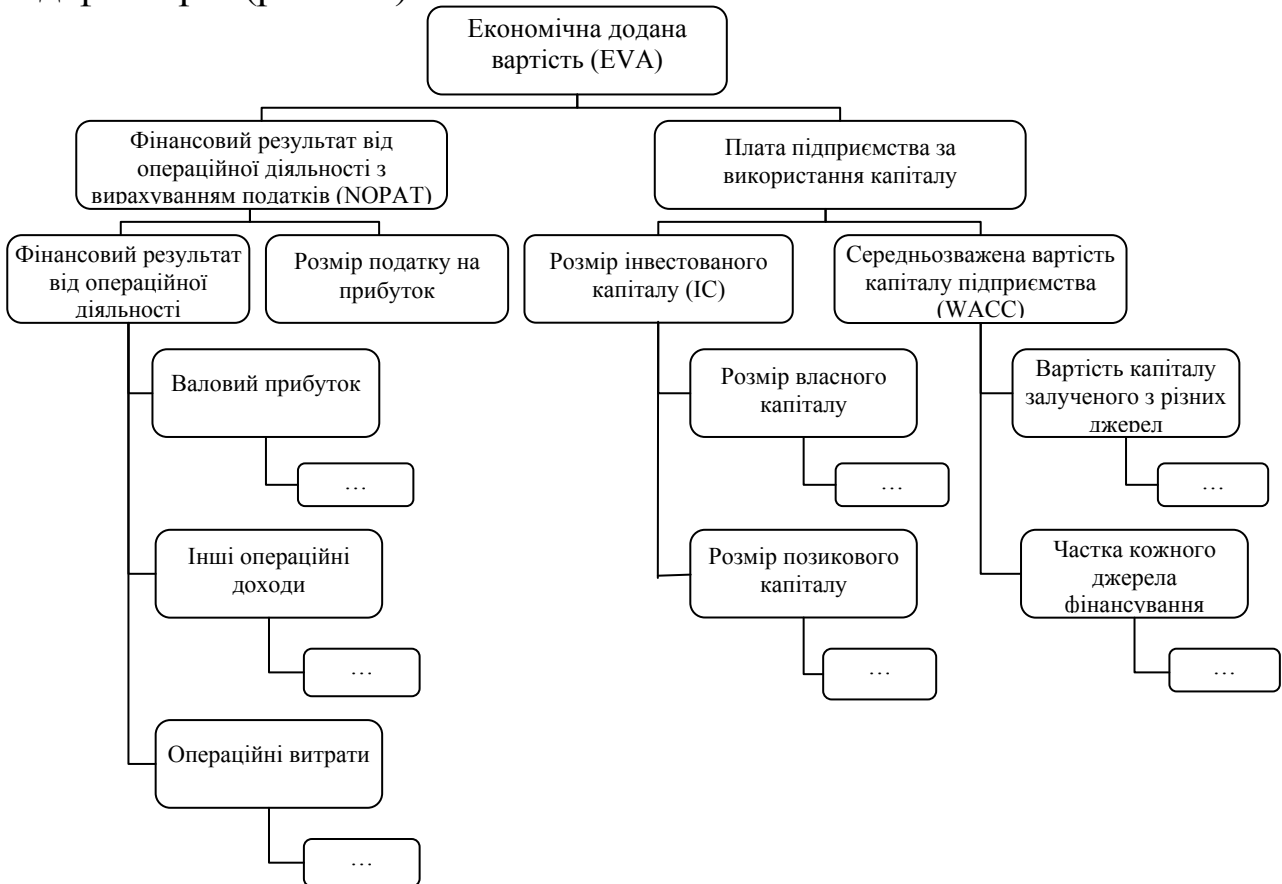 Економічна додана
вартість (EVA)
Фінансовий результат від
операційної діяльності з
вирахуванням податків (NOPAT)
Плата підприємства за
використання капіталу
Фінансовий результат
від операційної
діяльності
Розмір податку на
прибуток
Розмір інвестованого
капіталу (IC)
Середньозважена вартість
капіталу підприємства
(WACC)
Валовий прибуток
…
Інші операційні
доходи
…
Операційні витрати
…
Розмір власного
капіталу
…
Розмір позикового
капіталу
…
Вартість капіталу
залученого з різних
джерел
…
Частка кожного
джерела
фінансування
…